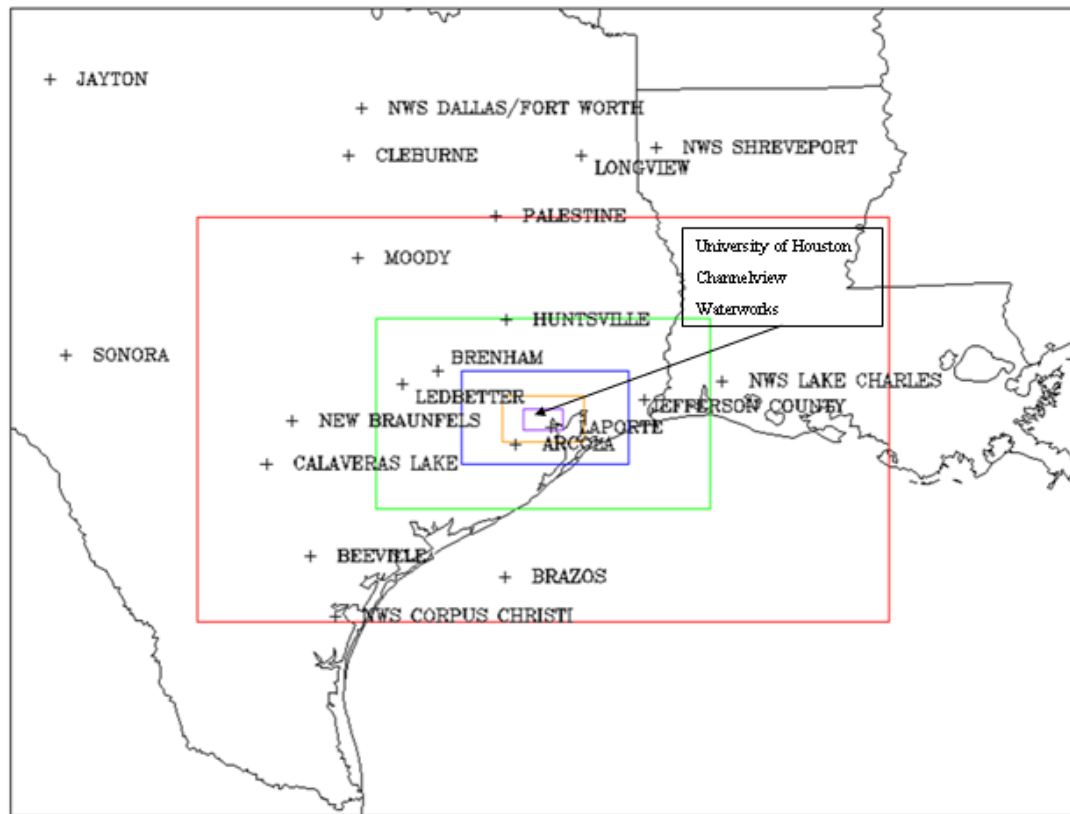 JAYTON
NWS DALLAS/FORT WORTH
CLEBURNE
NWS SHREVEPORT
LONGVIEW
PALESTINE
University of Houston
Channelview
Waterworks
MOODY
HUNTSVILLE
SONORA
BRENHAM
NWS LAKE CHARLES
LEDBETTER
JEFFERSON COUNTY
NEW BRAUNFELS
LAPORTE
ARCOLA
CALAVERAS LAKE
BEEVILLE
BRAZOS
NWS CORPUS CHRISTI